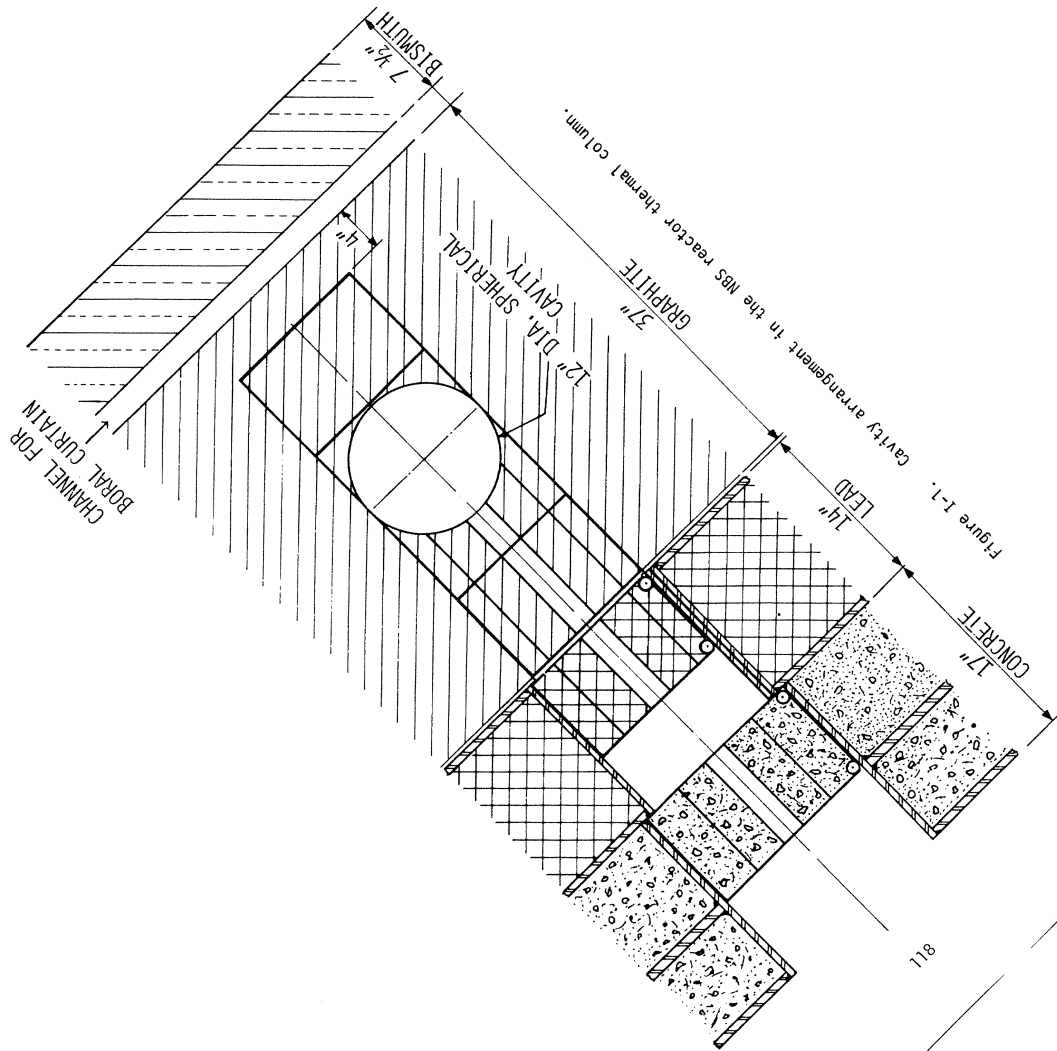 BISMUTH
7 ½"
CHANNEL FOR
BORAL CURTAIN
4"
12" DIA. SPHERICAL
CAVITY
GRAPHITE
37"
LEAD
14"
CONCRETE
17"
Figure I-1. Cavity arrangement in the NBS reactor thermal column.
118